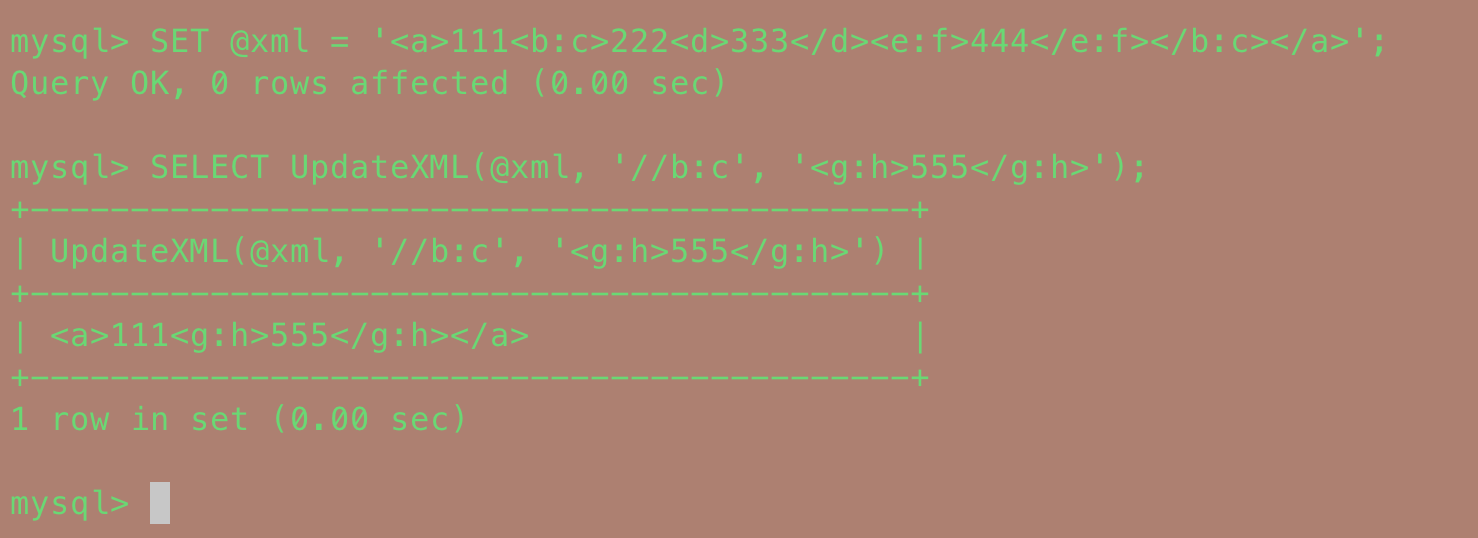 mysql> SET @xml = '<a>111<b:c>222<d>333</d><e:f>444</e:f></b:c></a>';
Query OK, 0 rows affected (0.00 sec)
mysql> SELECT UpdateXML(@xml, '//b:c', '<g:h>555</g:h>');
+--------------------------------------------+
| UpdateXML(@xml, '//b:c', '<g:h>555</g:h>') |
+--------------------------------------------+
| <a>111<g:h>555</g:h></a>                   |
+--------------------------------------------+
1 row in set (0.00 sec)
mysql>